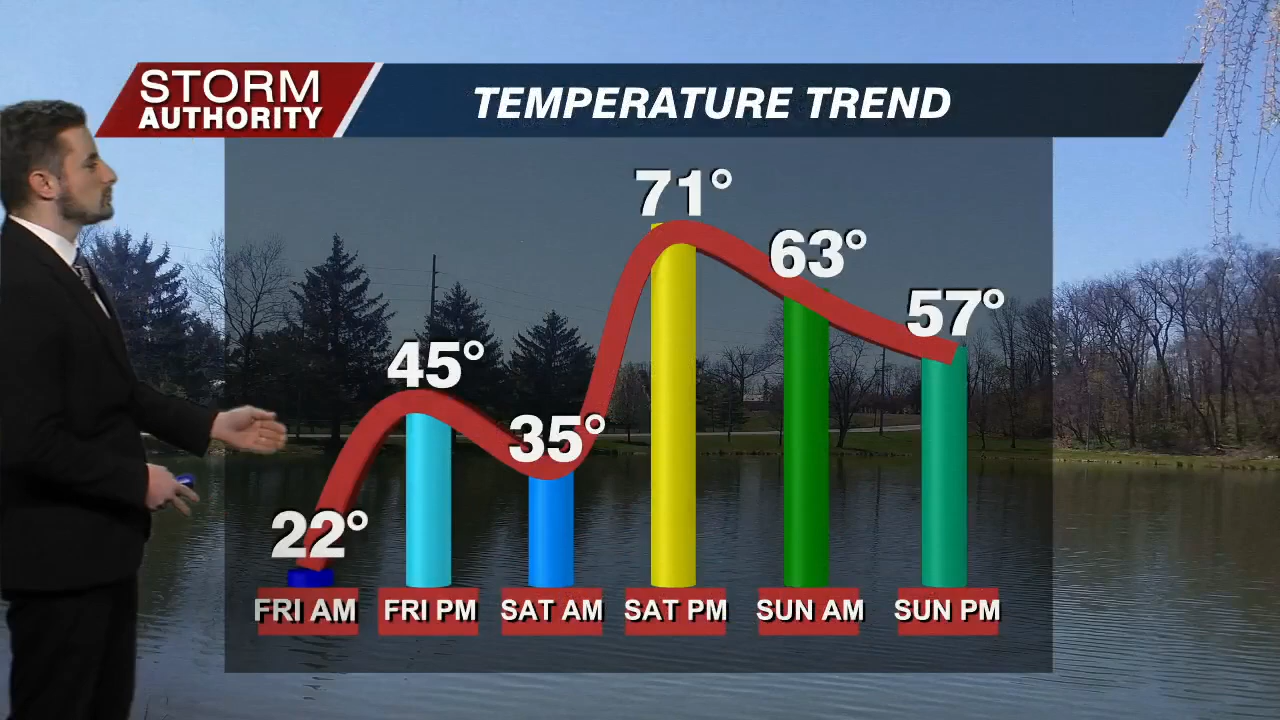 STORM
AUTHORITY
TEMPERATURE TREND
71°
63°
57°
45°
35°
22°
FRI AM FRI PM SAT AM SAT PM SUN AM SUN PM